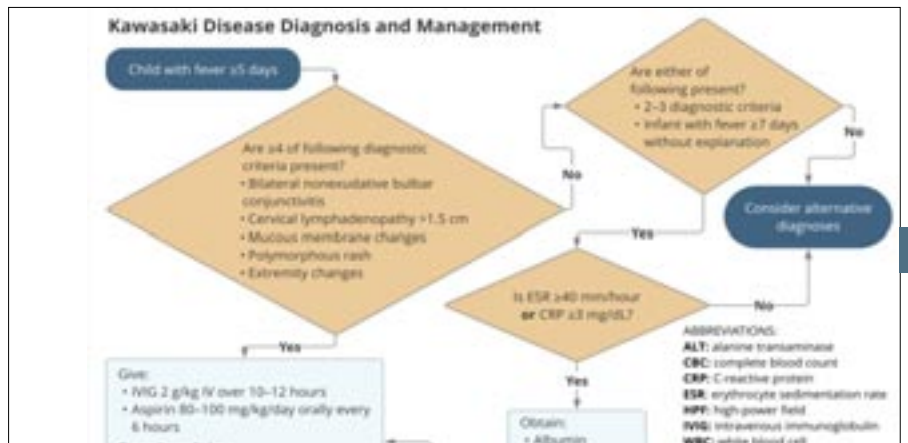 Kawasaki Disease Diagnosis and Management
Child with fever ≥5 days
Are ≥4 of following diagnostic
criteria present?
• Bilateral nonexudative bulbar
conjunctivitis
• Cervical lymphadenopathy >1.5 cm
• Mucous membrane changes
• Polymorphous rash
• Extremity changes
No
Are either of
following present?
• 2–3 diagnostic criteria
• Infant with fever ≥7 days
without explanation
No
Consider alternative
diagnoses
Yes
Is ESR ≥40 mm/hour
or CRP ≥3 mg/dL?
No
Yes
Give:
• IVIG 2 g/kg IV over 10–12 hours
• Aspirin 80–100 mg/kg/day orally every
6 hours
Yes
Obtain:
• Albumin
ABBREVIATIONS:
ALT: alanine transaminase
CBC: complete blood count
CRP: C-reactive protein
ESR: erythrocyte sedimentation rate
HPF: high-power field
IVIG: intravenous immunoglobulin
WBC: white blood cell